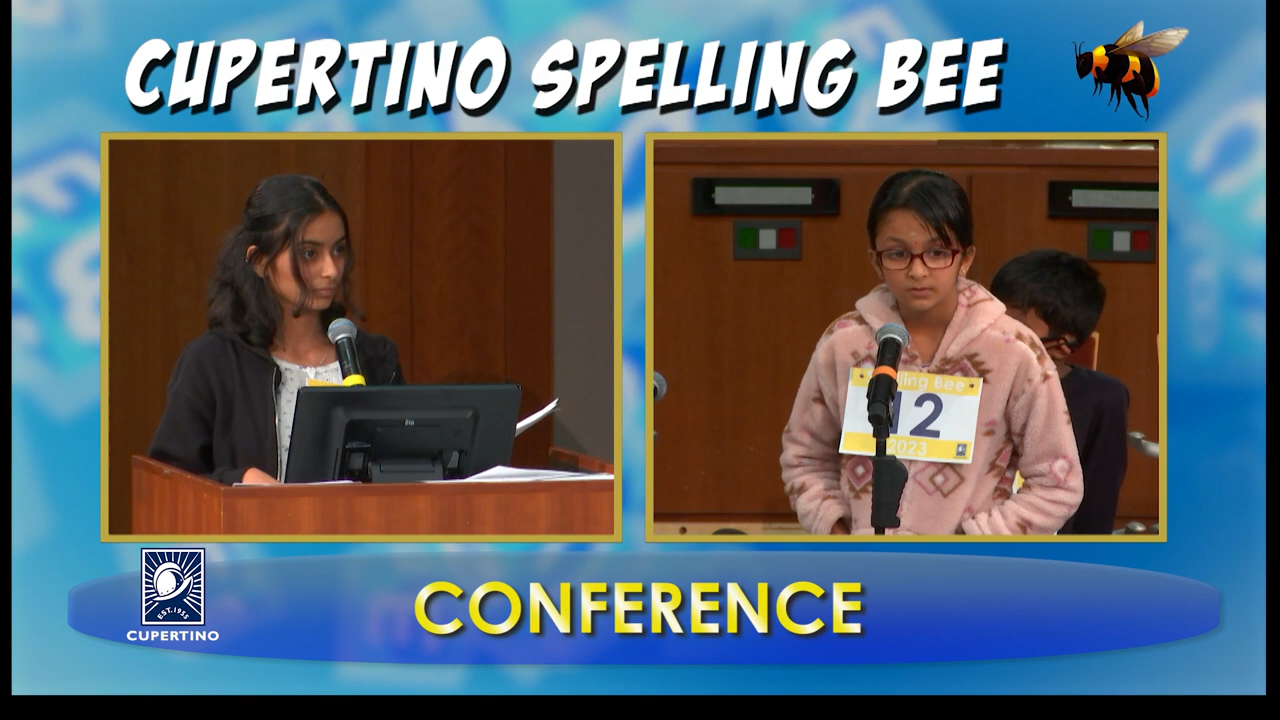 CUPERTINO SPELLING BEE
lling Bee
12
2023
EST. 1955
CUPERTINO
CONFERENCE